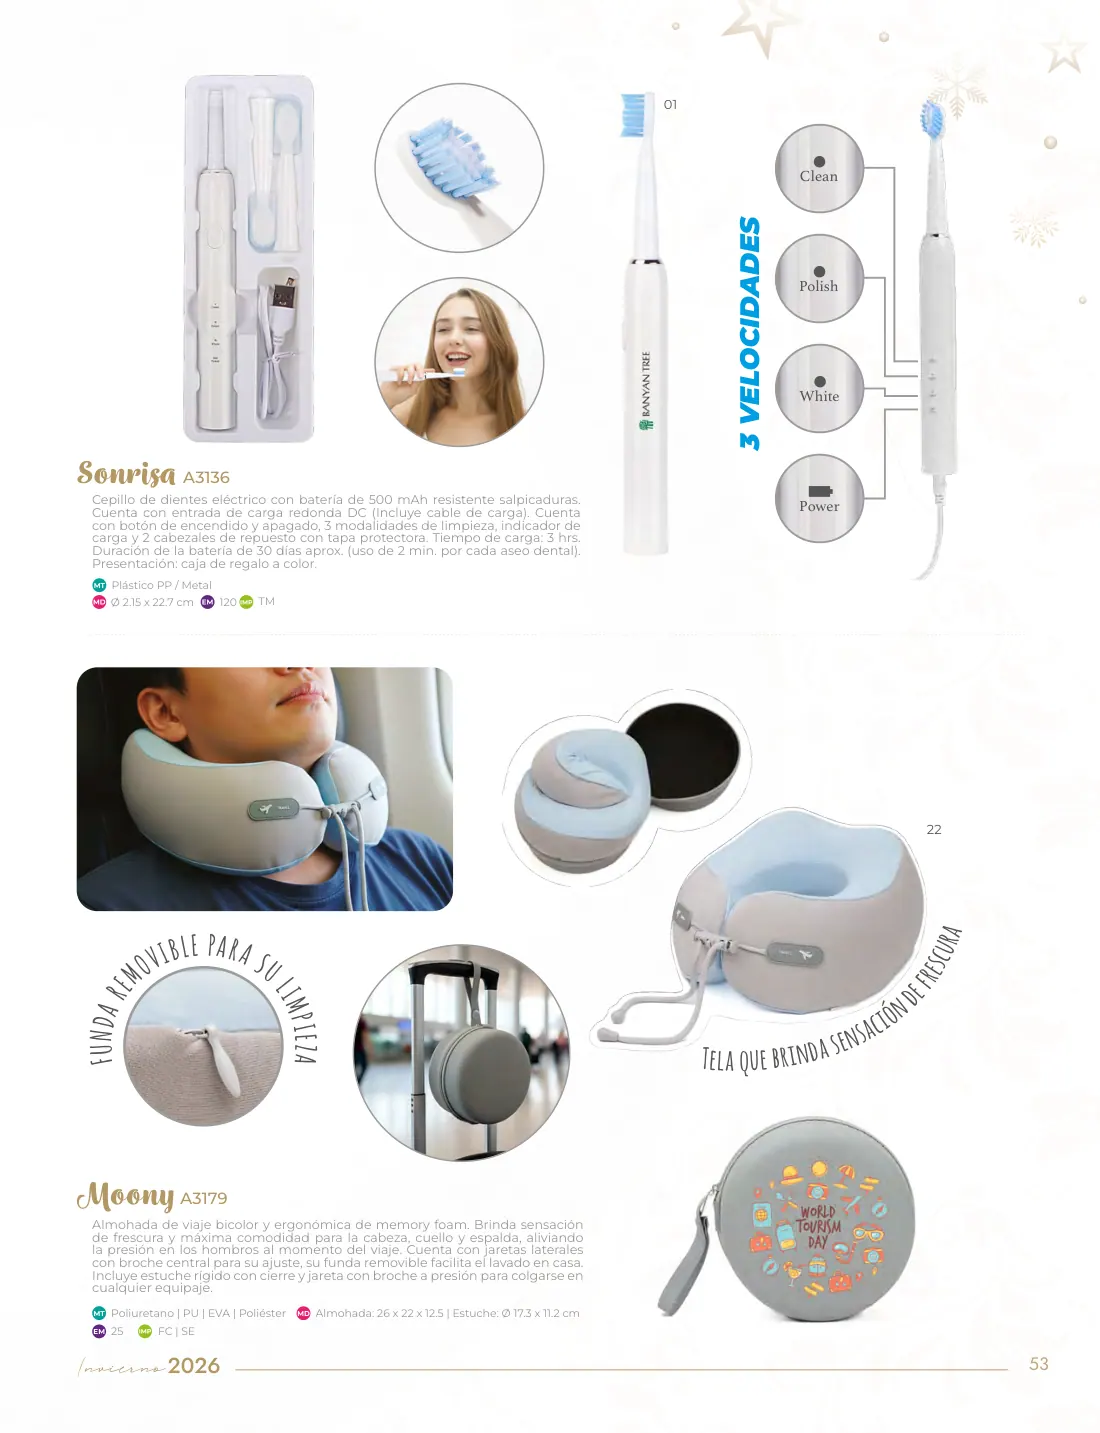 01
Clean
Polish
White
Power
3 VELOCIDADES
BANYAN TREE
Sonrisa A3136
Cepillo de dientes eléctrico con batería de 500 mAh resistente salpicaduras.
Cuenta con entrada de carga redonda DC (Incluye cable de carga). Cuenta
con botón de encendido y apagado, 3 modalidades de limpieza, indicador de
carga y 2 cabezales de repuesto con tapa protectora. Tiempo de carga: 3 hrs.
Duración de la batería de 30 días aprox. (uso de 2 min. por cada aseo dental).
Presentación: caja de regalo a color.
MT Plástico PP / Metal
MD Ø 2.15 x 22.7 cm EM 120 IMP TM
22
FUNDA REMOVIBLE PARA SU LIMPIEZA
TELA QUE BRINDA SENSACIÓN DE FRESCURA
WORLD
TOURISM
DAY
Moony A3179
Almohada de viaje bicolor y ergonómica de memory foam. Brinda sensación
de frescura y máxima comodidad para la cabeza, cuello y espalda, aliviando
la presión en los hombros al momento del viaje. Cuenta con jaretas laterales
con broche central para su ajuste, su funda removible facilita el lavado en casa.
Incluye estuche rígido con cierre y jareta con broche a presión para colgarse en
cualquier equipaje.
MT Poliuretano | PU | EVA | Poliéster MD Almohada: 26 x 22 x 12.5 | Estuche: Ø 17.3 x 11.2 cm
EM 25 IMP FC | SE
Invierno 2026
53